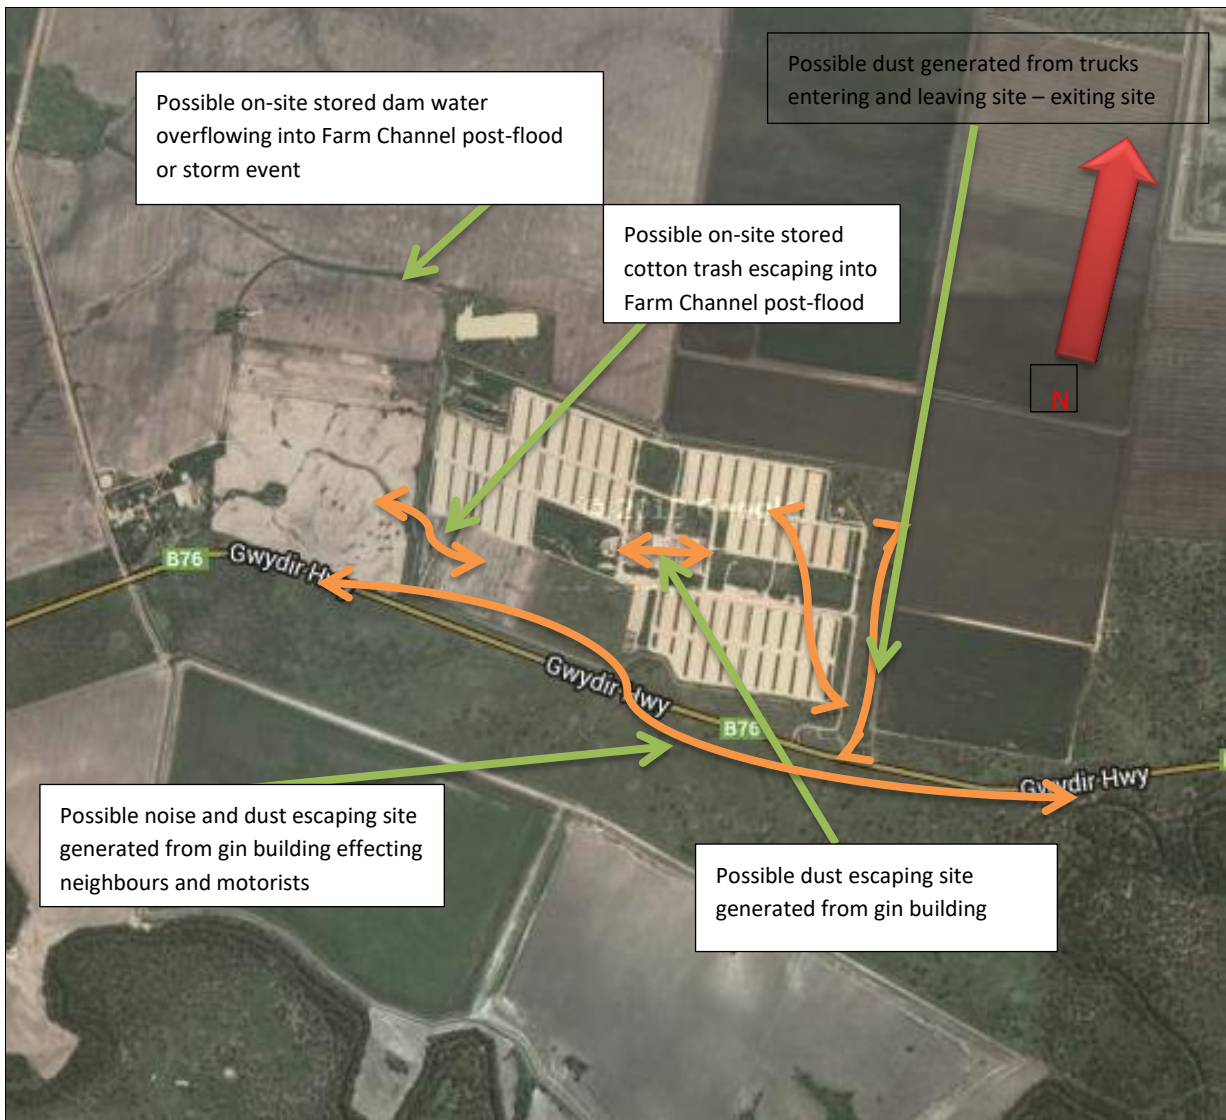 Possible dust generated from trucks
entering and leaving site – exiting site
Possible on-site stored dam water
overflowing into Farm Channel post-flood
or storm event
Possible on-site stored
cotton trash escaping into
Farm Channel post-flood
N
B76
Gwydir Hwy
Gwydir Hwy
B76
Gwydir Hwy
Possible noise and dust escaping site
generated from gin building effecting
neighbours and motorists
Possible dust escaping site
generated from gin building